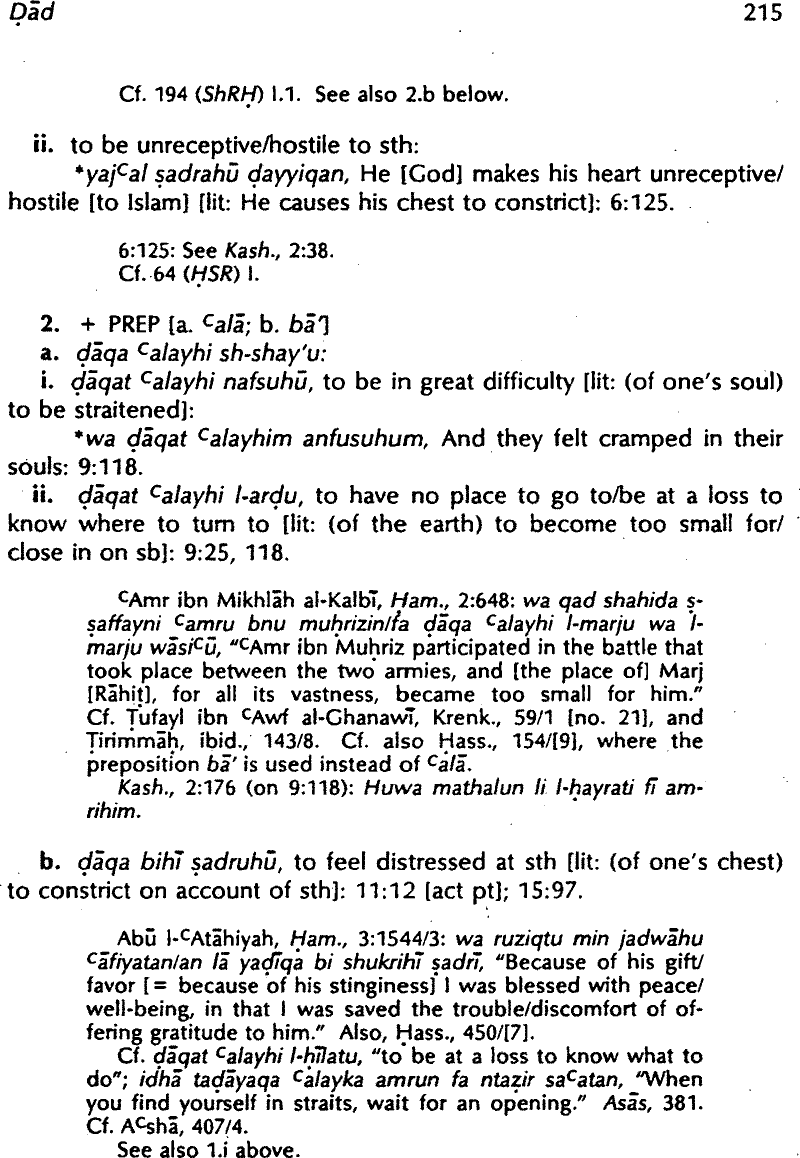 Ḍād 215
Cf. 194 (ShRḤ) I.1. See also 2.b below.
ii. to be unreceptive/hostile to sth:
*yajᶜal ṣadrahū ḍayyiqan, He [God] makes his heart unreceptive/
hostile [to Islam] [lit: He causes his chest to constrict]: 6:125.
6:125: See Kash., 2:38.
Cf. 64 (ḤSR) I.
2. + PREP [a. ᶜalā; b. bā']
a. ḍāqa ᶜalayhi sh-shay'u:
i. ḍāqat ᶜalayhi nafsuhū, to be in great difficulty [lit: (of one's soul)
to be straitened]:
*wa ḍāqat ᶜalayhim anfusuhum, And they felt cramped in their
souls: 9:118.
ii. ḍāqat ᶜalayhi l-arḍu, to have no place to go to/be at a loss to
know where to turn to [lit: (of the earth) to become too small for/
close in on sb]: 9:25, 118.
ᶜAmr ibn Mikhlāh al-Kalbī, Ḥam., 2:648: wa qad shahida ṣ-
ṣaffayni ᶜamru bnu muḥrizin/fa ḍāqa ᶜalayhi l-marju wa l-
marju wāsiᶜū, "ᶜAmr ibn Muḥriz participated in the battle that
took place between the two armies, and [the place of] Marj
[Rāhiṭ], for all its vastness, became too small for him."
Cf. Ṭufayl ibn ᶜAwf al-Ghanawī, Krenk., 59/1 [no. 21], and
Ṭirimmāḥ, ibid., 143/8. Cf. also Ḥass., 154/[9], where the
preposition bā' is used instead of ᶜalā.
Kash., 2:176 (on 9:118): Huwa mathalun li l-ḥayrati fī am-
rihim.
b. ḍāqa bihī ṣadruhū, to feel distressed at sth [lit: (of one's chest)
to constrict on account of sth]: 11:12 [act pt]; 15:97.
Abū l-ᶜAtāhiyah, Ḥam., 3:1544/3: wa ruziqtu min jadwāhu
ᶜāfiyatan/an lā yaḍīqa bi shukrihī ṣadrī, "Because of his gift/
favor [= because of his stinginess] I was blessed with peace/
well-being, in that I was saved the trouble/discomfort of of-
fering gratitude to him." Also, Ḥass., 450/[7].
Cf. ḍāqat ᶜalayhi l-ḥīlatu, "to be at a loss to know what to
do"; idhā taḍāyaqa ᶜalayka amrun fa ntaẓir saᶜatan, "When
you find yourself in straits, wait for an opening." Asās, 381.
Cf. Aᶜshā, 407/4.
See also 1.i above.